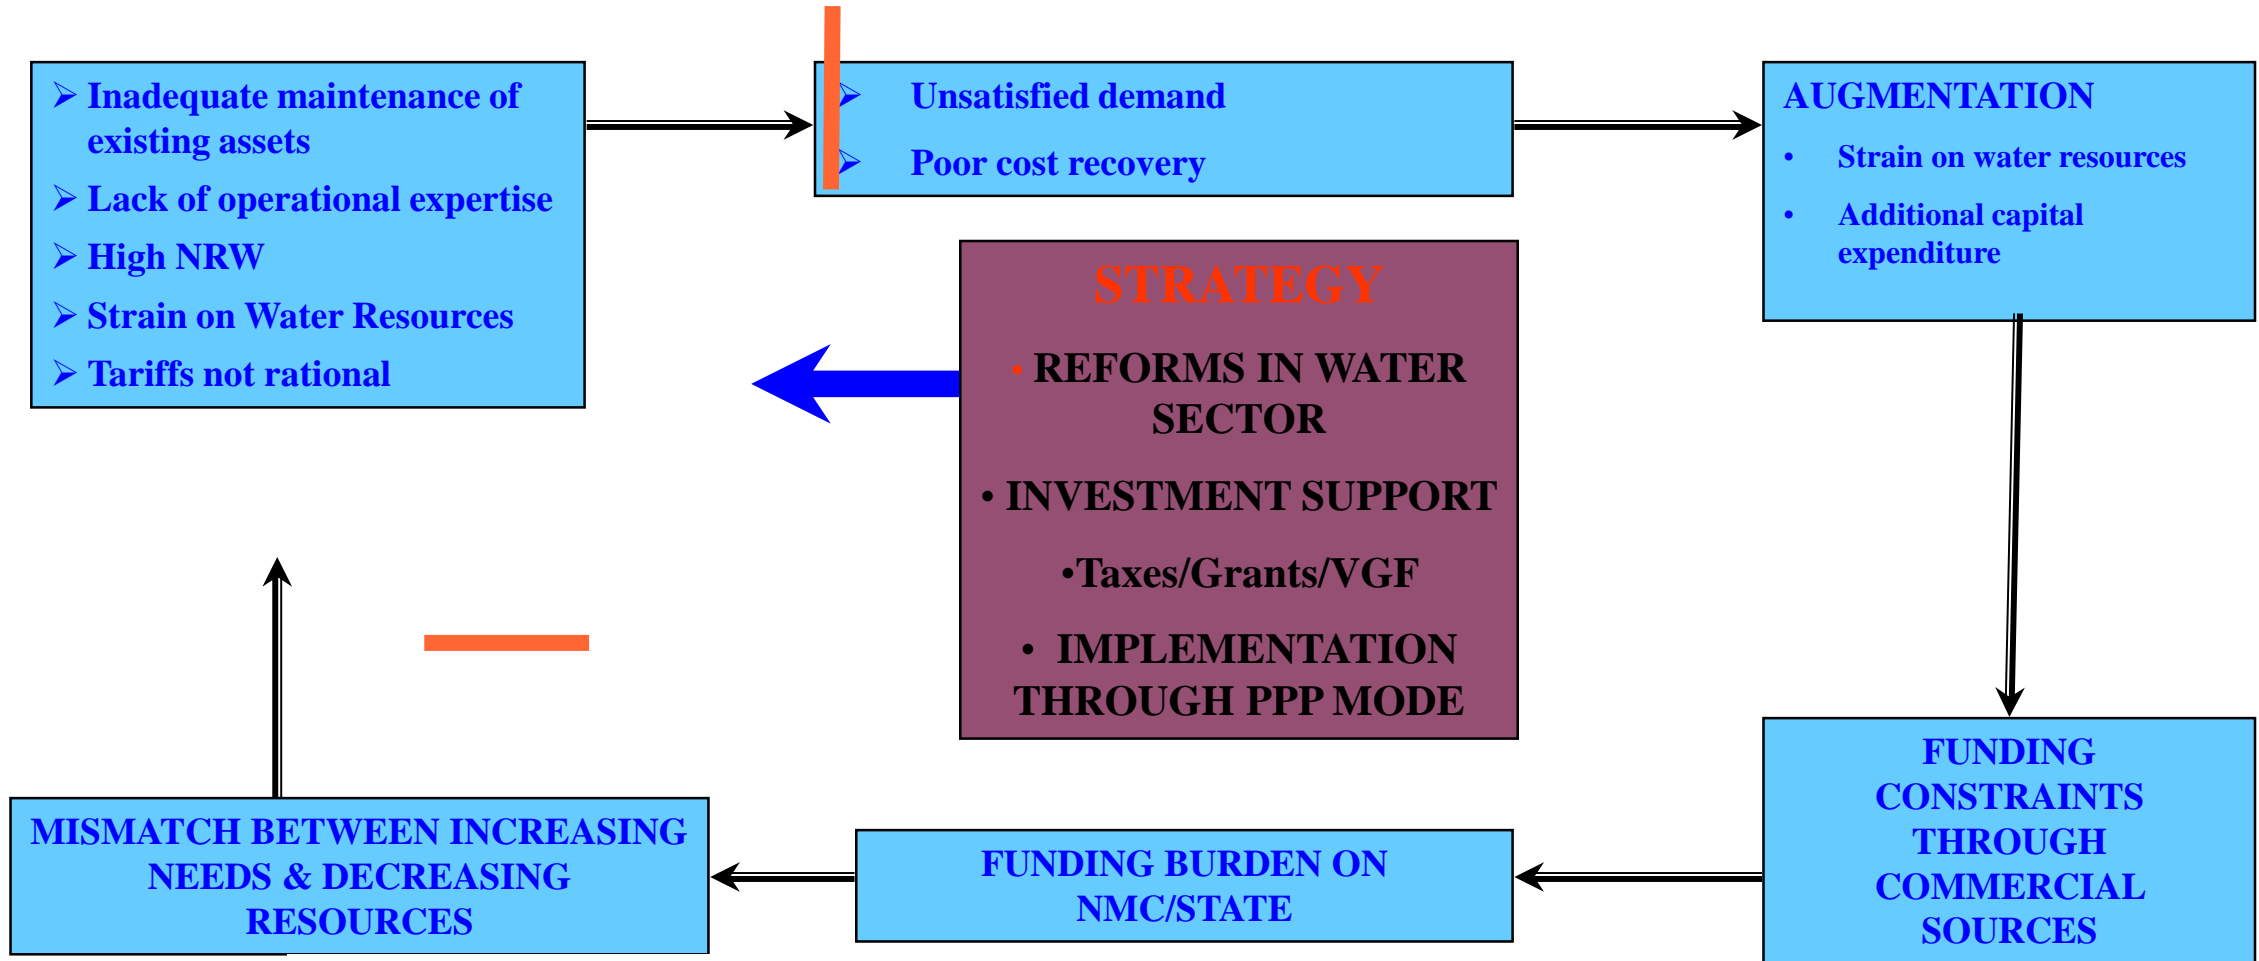 ➢ Inadequate maintenance of
existing assets
➢ Lack of operational expertise
➢ High NRW
➢ Strain on Water Resources
➢ Tariffs not rational
➢ Unsatisfied demand
➢ Poor cost recovery
AUGMENTATION
• Strain on water resources
• Additional capital
expenditure
STRATEGY
• REFORMS IN WATER
SECTOR
• INVESTMENT SUPPORT
•Taxes/Grants/VGF
• IMPLEMENTATION
THROUGH PPP MODE
FUNDING
CONSTRAINTS
THROUGH
COMMERCIAL
SOURCES
FUNDING BURDEN ON
NMC/STATE
MISMATCH BETWEEN INCREASING
NEEDS & DECREASING
RESOURCES